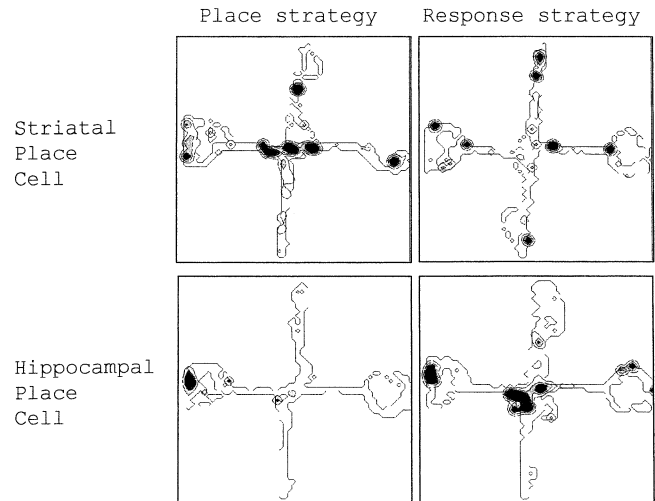 Place strategy
Response strategy
Striatal
Place
Cell
Hippocampal
Place
Cell